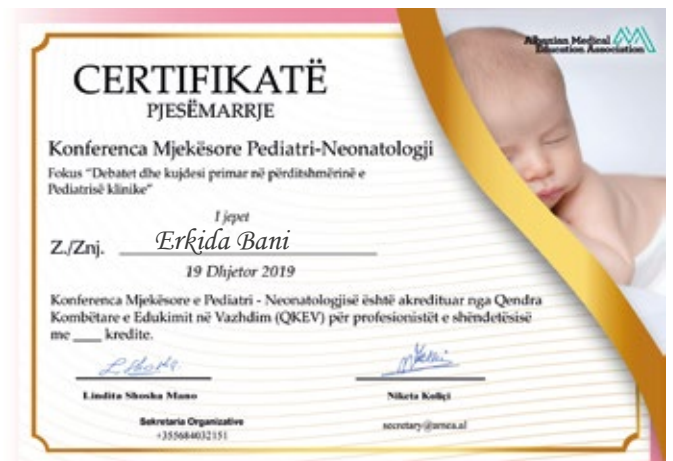 Albanian Medical
Education Association
CERTIFIKATË
PJESËMARRJE
Konferenca Mjekësore Pediatri-Neonatologji
Fokus "Debatet dhe kujdesi primar në përditshmërinë e
Pediatrisë klinike"
I jepet
Z./Znj. Erkida Bani
19 Dhjetor 2019
Konferenca Mjekësore e Pediatri - Neonatologjisë është akredituar nga Qendra
Kombëtare e Edukimit në Vazhdim (QKEV) për profesionistët e shëndetësisë
me ____ kredite.
Lindita Shosha Mano
Niketa Koliçi
Sekretaria Organizative
+355684032151
secretary@amea.al